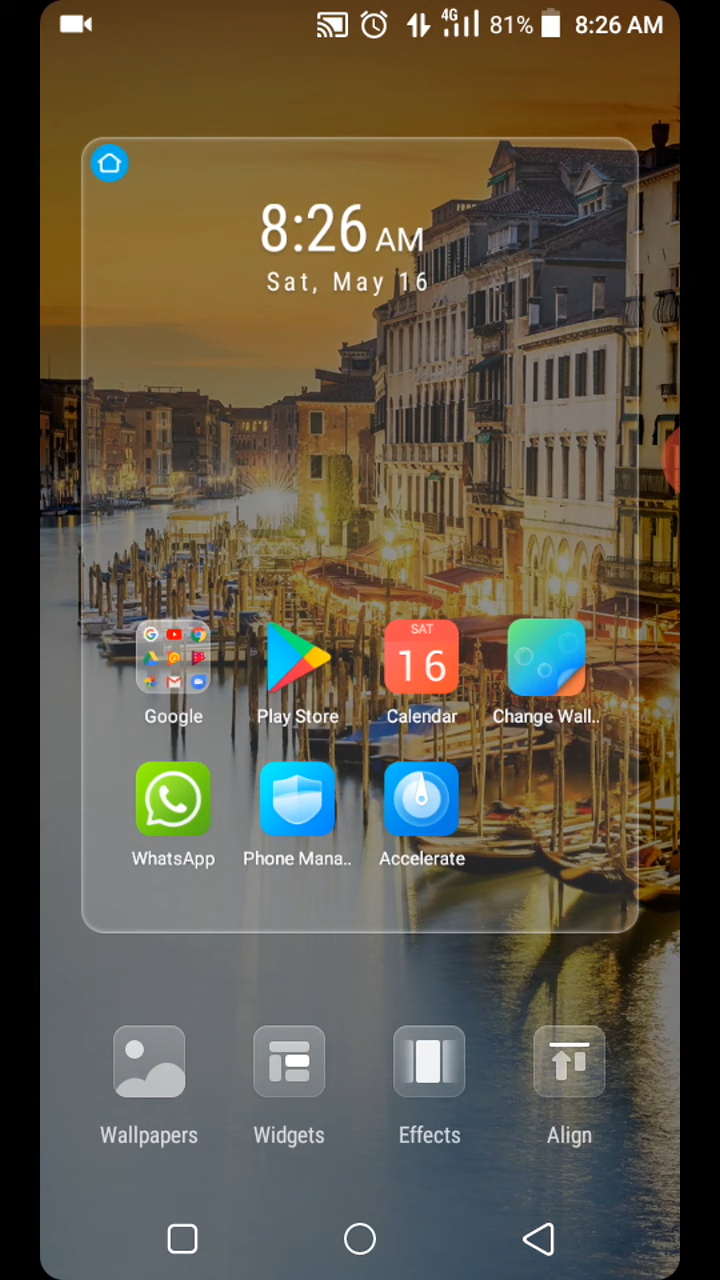 4G 81% 8:26 AM
8:26 AM
Sat, May 16
SAT
16
Google Play Store Calendar Change Wall..
WhatsApp Phone Mana.. Accelerate
Wallpapers Widgets Effects Align